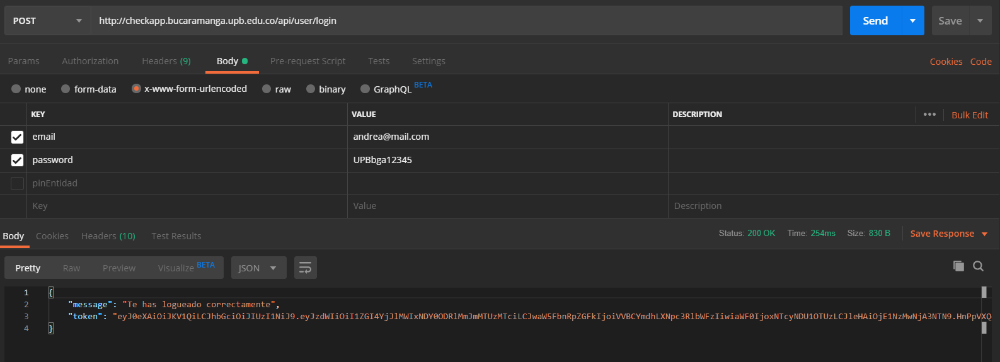 POST http://checkapp.bucaramanga.upb.edu.co/api/user/login Send Save
Params Authorization Headers (9) Body Pre-request Script Tests Settings Cookies Code
none form-data x-www-form-urlencoded raw binary GraphQL BETA
KEY VALUE DESCRIPTION ••• Bulk Edit
email andrea@mail.com
password UPBbga12345
pinEntidad
Key Value Description
Body Cookies Headers (10) Test Results Status: 200 OK Time: 254ms Size: 830 B Save Response
Pretty Raw Preview Visualize BETA JSON
1 {
2 "message": "Te has logueado correctamente",
3 "token": "eyJ0eXAiOiJKV1QiLCJhbGciOiJIUzI1NiJ9.eyJzdWIiOiI1ZGI4YjJlMWIxNDY0ODRlMmJmMTUzMTciLCJwaW5FbnRpZGFkIjoiVVBCYmdhLXNpc3RlbWFzIiwiaWF0IjoxNTcyNDU1OTUzLCJleHAiOjE1NzMwNjA3NTN9.HnPpVXQ
4 }